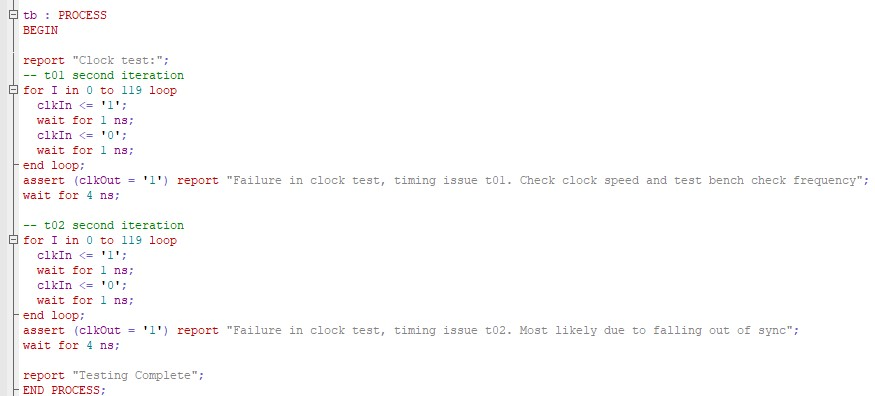 tb : PROCESS
BEGIN
report "Clock test:";
-- t01 second iteration
for I in 0 to 119 loop
clkIn <= '1';
wait for 1 ns;
clkIn <= '0';
wait for 1 ns;
end loop;
assert (clkOut = '1') report "Failure in clock test, timing issue t01. Check clock speed and test bench check frequency";
wait for 4 ns;
-- t02 second iteration
for I in 0 to 119 loop
clkIn <= '1';
wait for 1 ns;
clkIn <= '0';
wait for 1 ns;
end loop;
assert (clkOut = '1') report "Failure in clock test, timing issue t02. Most likely due to falling out of sync";
wait for 4 ns;
report "Testing Complete";
END PROCESS;